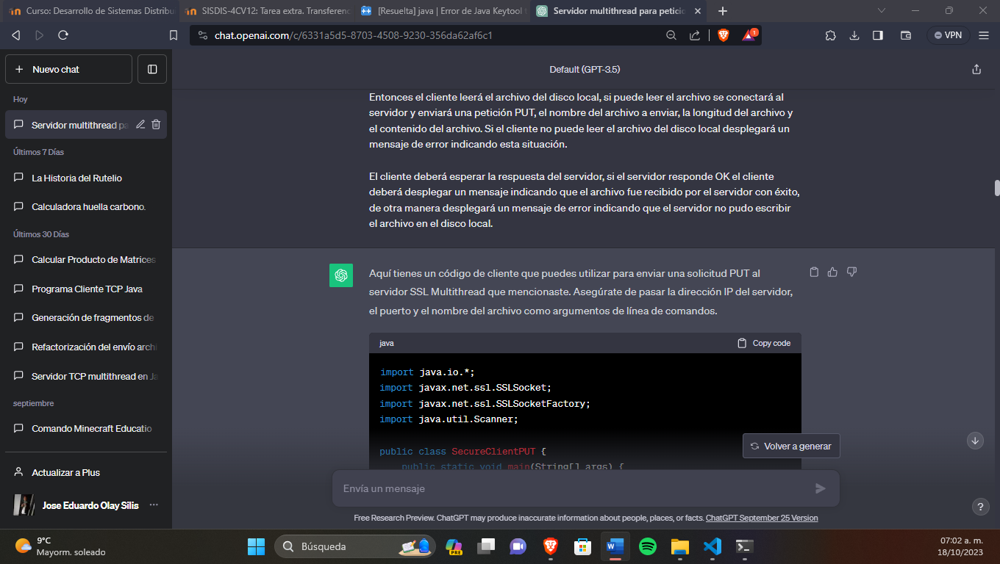 Curso: Desarrollo de Sistemas Distribu
SISDIS-4CV12: Tarea extra. Transferenc
[Resuelta] java | Error de Java Keytool
Servidor multithread para peticio
chat.openai.com/c/6331a5d5-8703-4508-9230-356da62af6c1
1
VPN
Nuevo chat
Default (GPT-3.5)
Hoy
Servidor multithread pa
Últimos 7 Días
La Historia del Rutelio
Calculadora huella carbono.
Últimos 30 Días
Calcular Producto de Matrices
Programa Cliente TCP Java
Generación de fragmentos de
Refactorización del envío archi
Servidor TCP multithread en Ja
septiembre
Comando Minecraft Educatio
Actualizar a Plus
Jose Eduardo Olay Silis
Entonces el cliente leerá el archivo del disco local, si puede leer el archivo se conectará al
servidor y enviará una petición PUT, el nombre del archivo a enviar, la longitud del archivo y
el contenido del archivo. Si el cliente no puede leer el archivo del disco local desplegará un
mensaje de error indicando esta situación.
El cliente deberá esperar la respuesta del servidor, si el servidor responde OK el cliente
deberá desplegar un mensaje indicando que el archivo fue recibido por el servidor con éxito,
de otra manera desplegará un mensaje de error indicando que el servidor no pudo escribir
el archivo en el disco local.
Aquí tienes un código de cliente que puedes utilizar para enviar una solicitud PUT al
servidor SSL Multithread que mencionaste. Asegúrate de pasar la dirección IP del servidor,
el puerto y el nombre del archivo como argumentos de línea de comandos.
java
Copy code
import java.io.*;
import javax.net.ssl.SSLSocket;
import javax.net.ssl.SSLSocketFactory;
import java.util.Scanner;
public class SecureClientPUT {
public static void main(String[] args) {
Volver a generar
Envía un mensaje
Free Research Preview. ChatGPT may produce inaccurate information about people, places, or facts. ChatGPT September 25 Version
?
9°C
Mayorm. soleado
Búsqueda
PRE
07:02 a. m.
18/10/2023